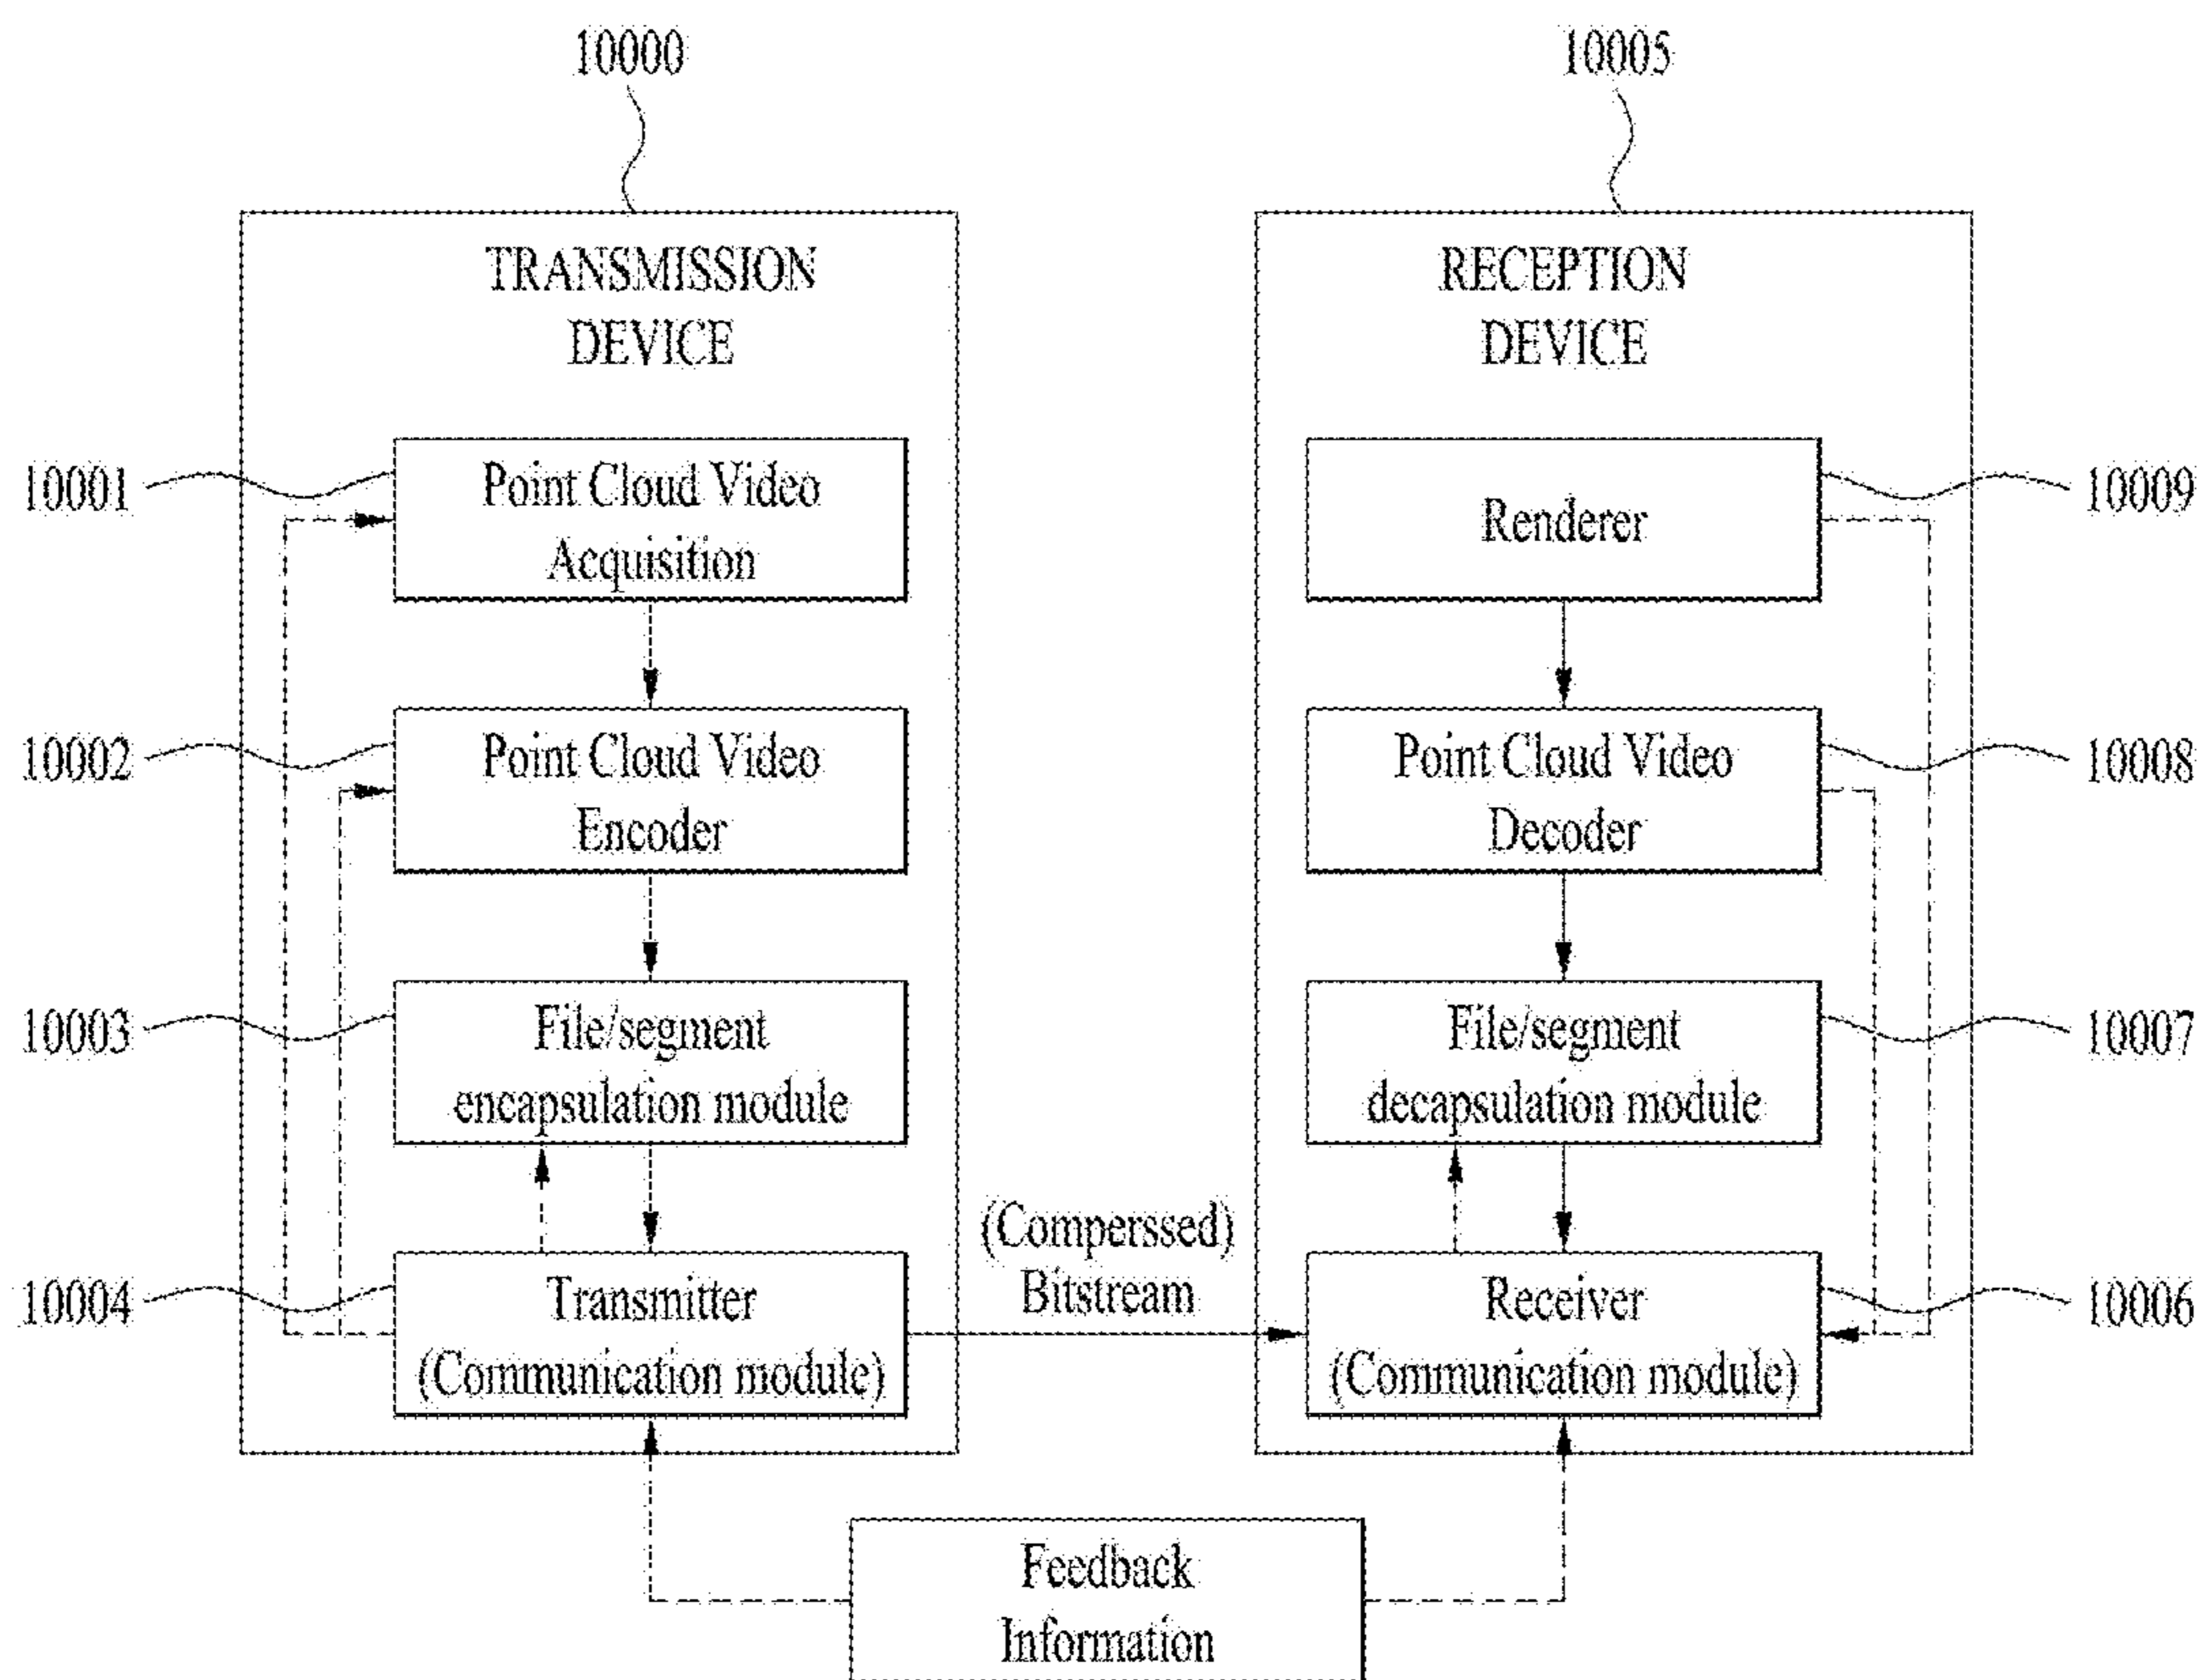 10000
10005
TRANSMISSION
DEVICE
RECEPTION
DEVICE
10001
Point Cloud Video
Acquisition
Renderer
10009
10002
Point Cloud Video
Encoder
Point Cloud Video
Decoder
10008
10003
File/segment
encapsulation module
File/segment
decapsulation module
10007
(Comperssed)
Bitstream
10004
Transmitter
(Communication module)
Receiver
(Communication module)
10006
Feedback
Information